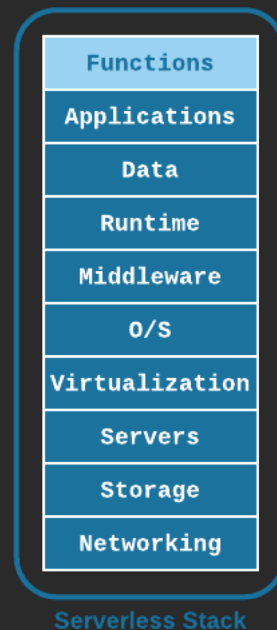 Functions
Applications
Data
Runtime
Middleware
O/S
Virtualization
Servers
Storage
Networking
Serverless Stack